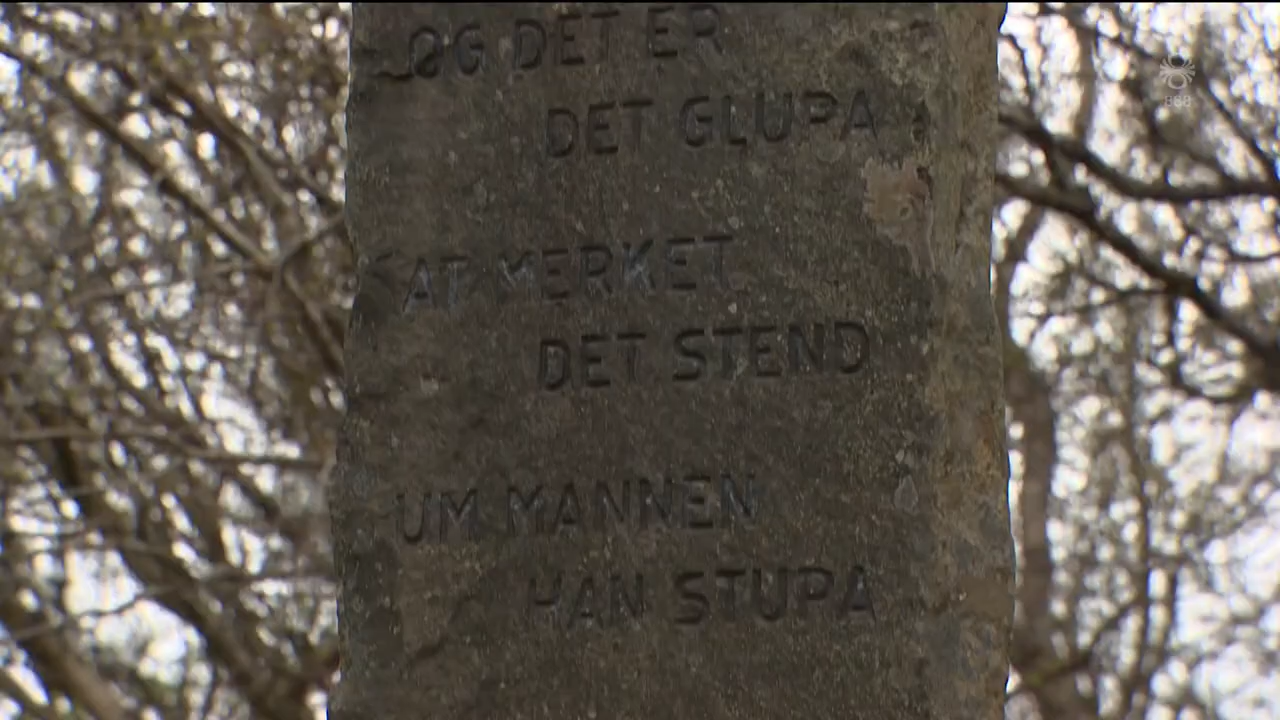 OG DET ER
DET GLUPA
AT MERKET
DET STEND
UM MANNEN
HAN STUPA